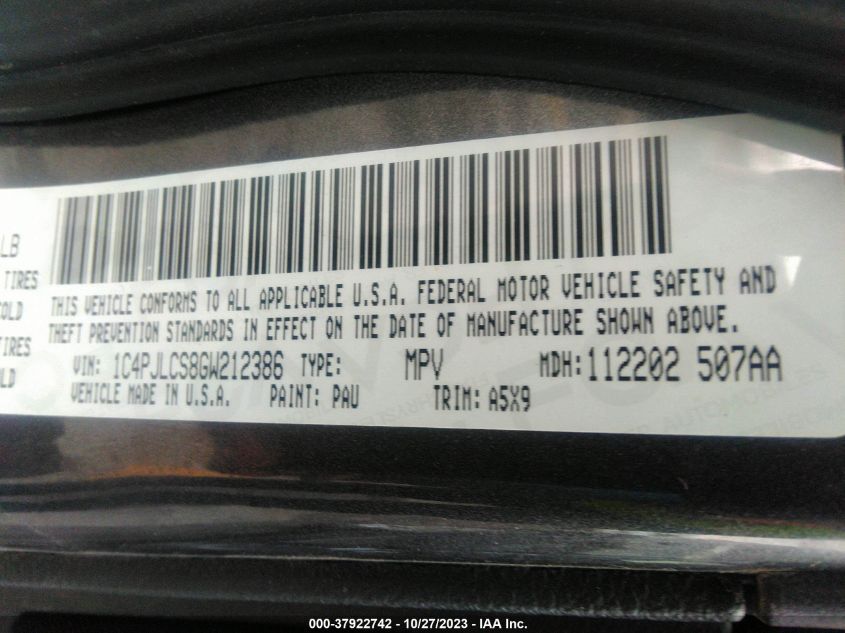 LB
TIRES
COLD
TIRES
COLD
THIS VEHICLE CONFORMS TO ALL APPLICABLE U.S.A. FEDERAL MOTOR VEHICLE SAFETY AND
THEFT PREVENTION STANDARDS IN EFFECT ON THE DATE OF MANUFACTURE SHOWN ABOVE.
VIN: 1C4PJLCS8GW212386 TYPE: MPV MDH: 112202 507AA
VEHICLE MADE IN U.S.A. PAINT: PAU TRIM: A5X9
000-37922742 - 10/27/2023 - IAA Inc.